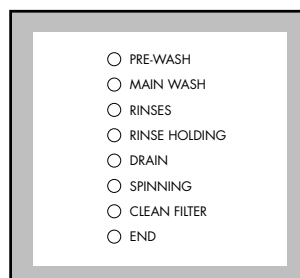 PRE-WASH
MAIN WASH
RINSES
RINSE HOLDING
DRAIN
SPINNING
CLEAN FILTER
END